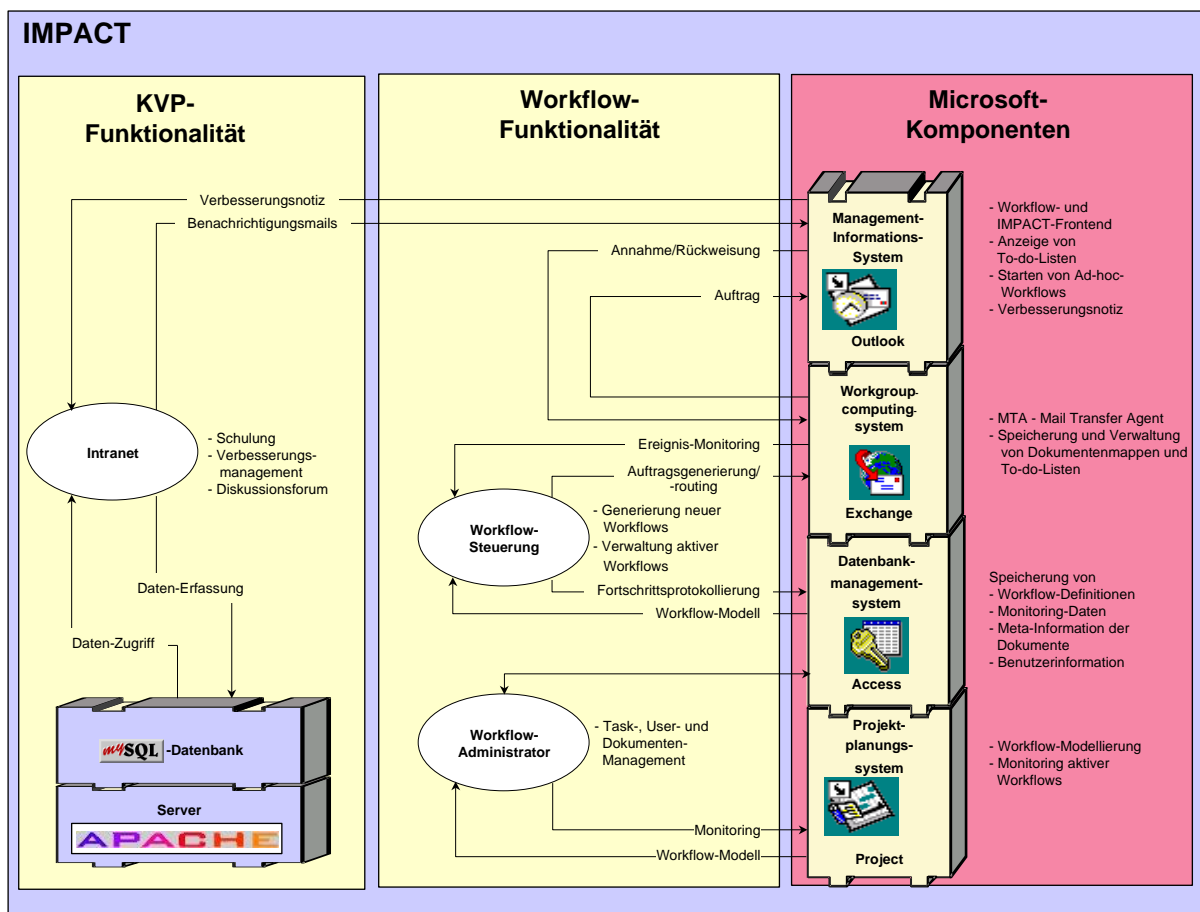 IMPACT
KVP-
Funktionalität
Verbesserungsnotiz
Benachrichtigungsmails
Intranet
- Schulung
- Verbesserungs-
management
- Diskussionsforum
Daten-Erfassung
Daten-Zugriff
mySQL -Datenbank
Server
APACHE
Workflow-
Funktionalität
Annahme/Rückweisung
Auftrag
Ereignis-Monitoring
Auftragsgenerierung/
-routing
Workflow-
Steuerung
- Generierung neuer
Workflows
- Verwaltung aktiver
Workflows
Fortschrittsprotokollierung
Workflow-Modell
Workflow-
Administrator
- Task-, User- und
Dokumenten-
Management
Monitoring
Workflow-Modell
Microsoft-
Komponenten
Management-
Informations-
System
Outlook
- Workflow- und
IMPACT-Frontend
- Anzeige von
To-do-Listen
- Starten von Ad-hoc-
Workflows
- Verbesserungsnotiz
Workgroup-
computing-
system
Exchange
- MTA - Mail Transfer Agent
- Speicherung und Verwaltung
von Dokumentenmappen und
To-do-Listen
Datenbank-
management-
system
Access
Speicherung von
- Workflow-Definitionen
- Monitoring-Daten
- Meta-Information der
Dokumente
- Benutzerinformation
Projekt-
planungs-
system
Project
- Workflow-Modellierung
- Monitoring aktiver
Workflows